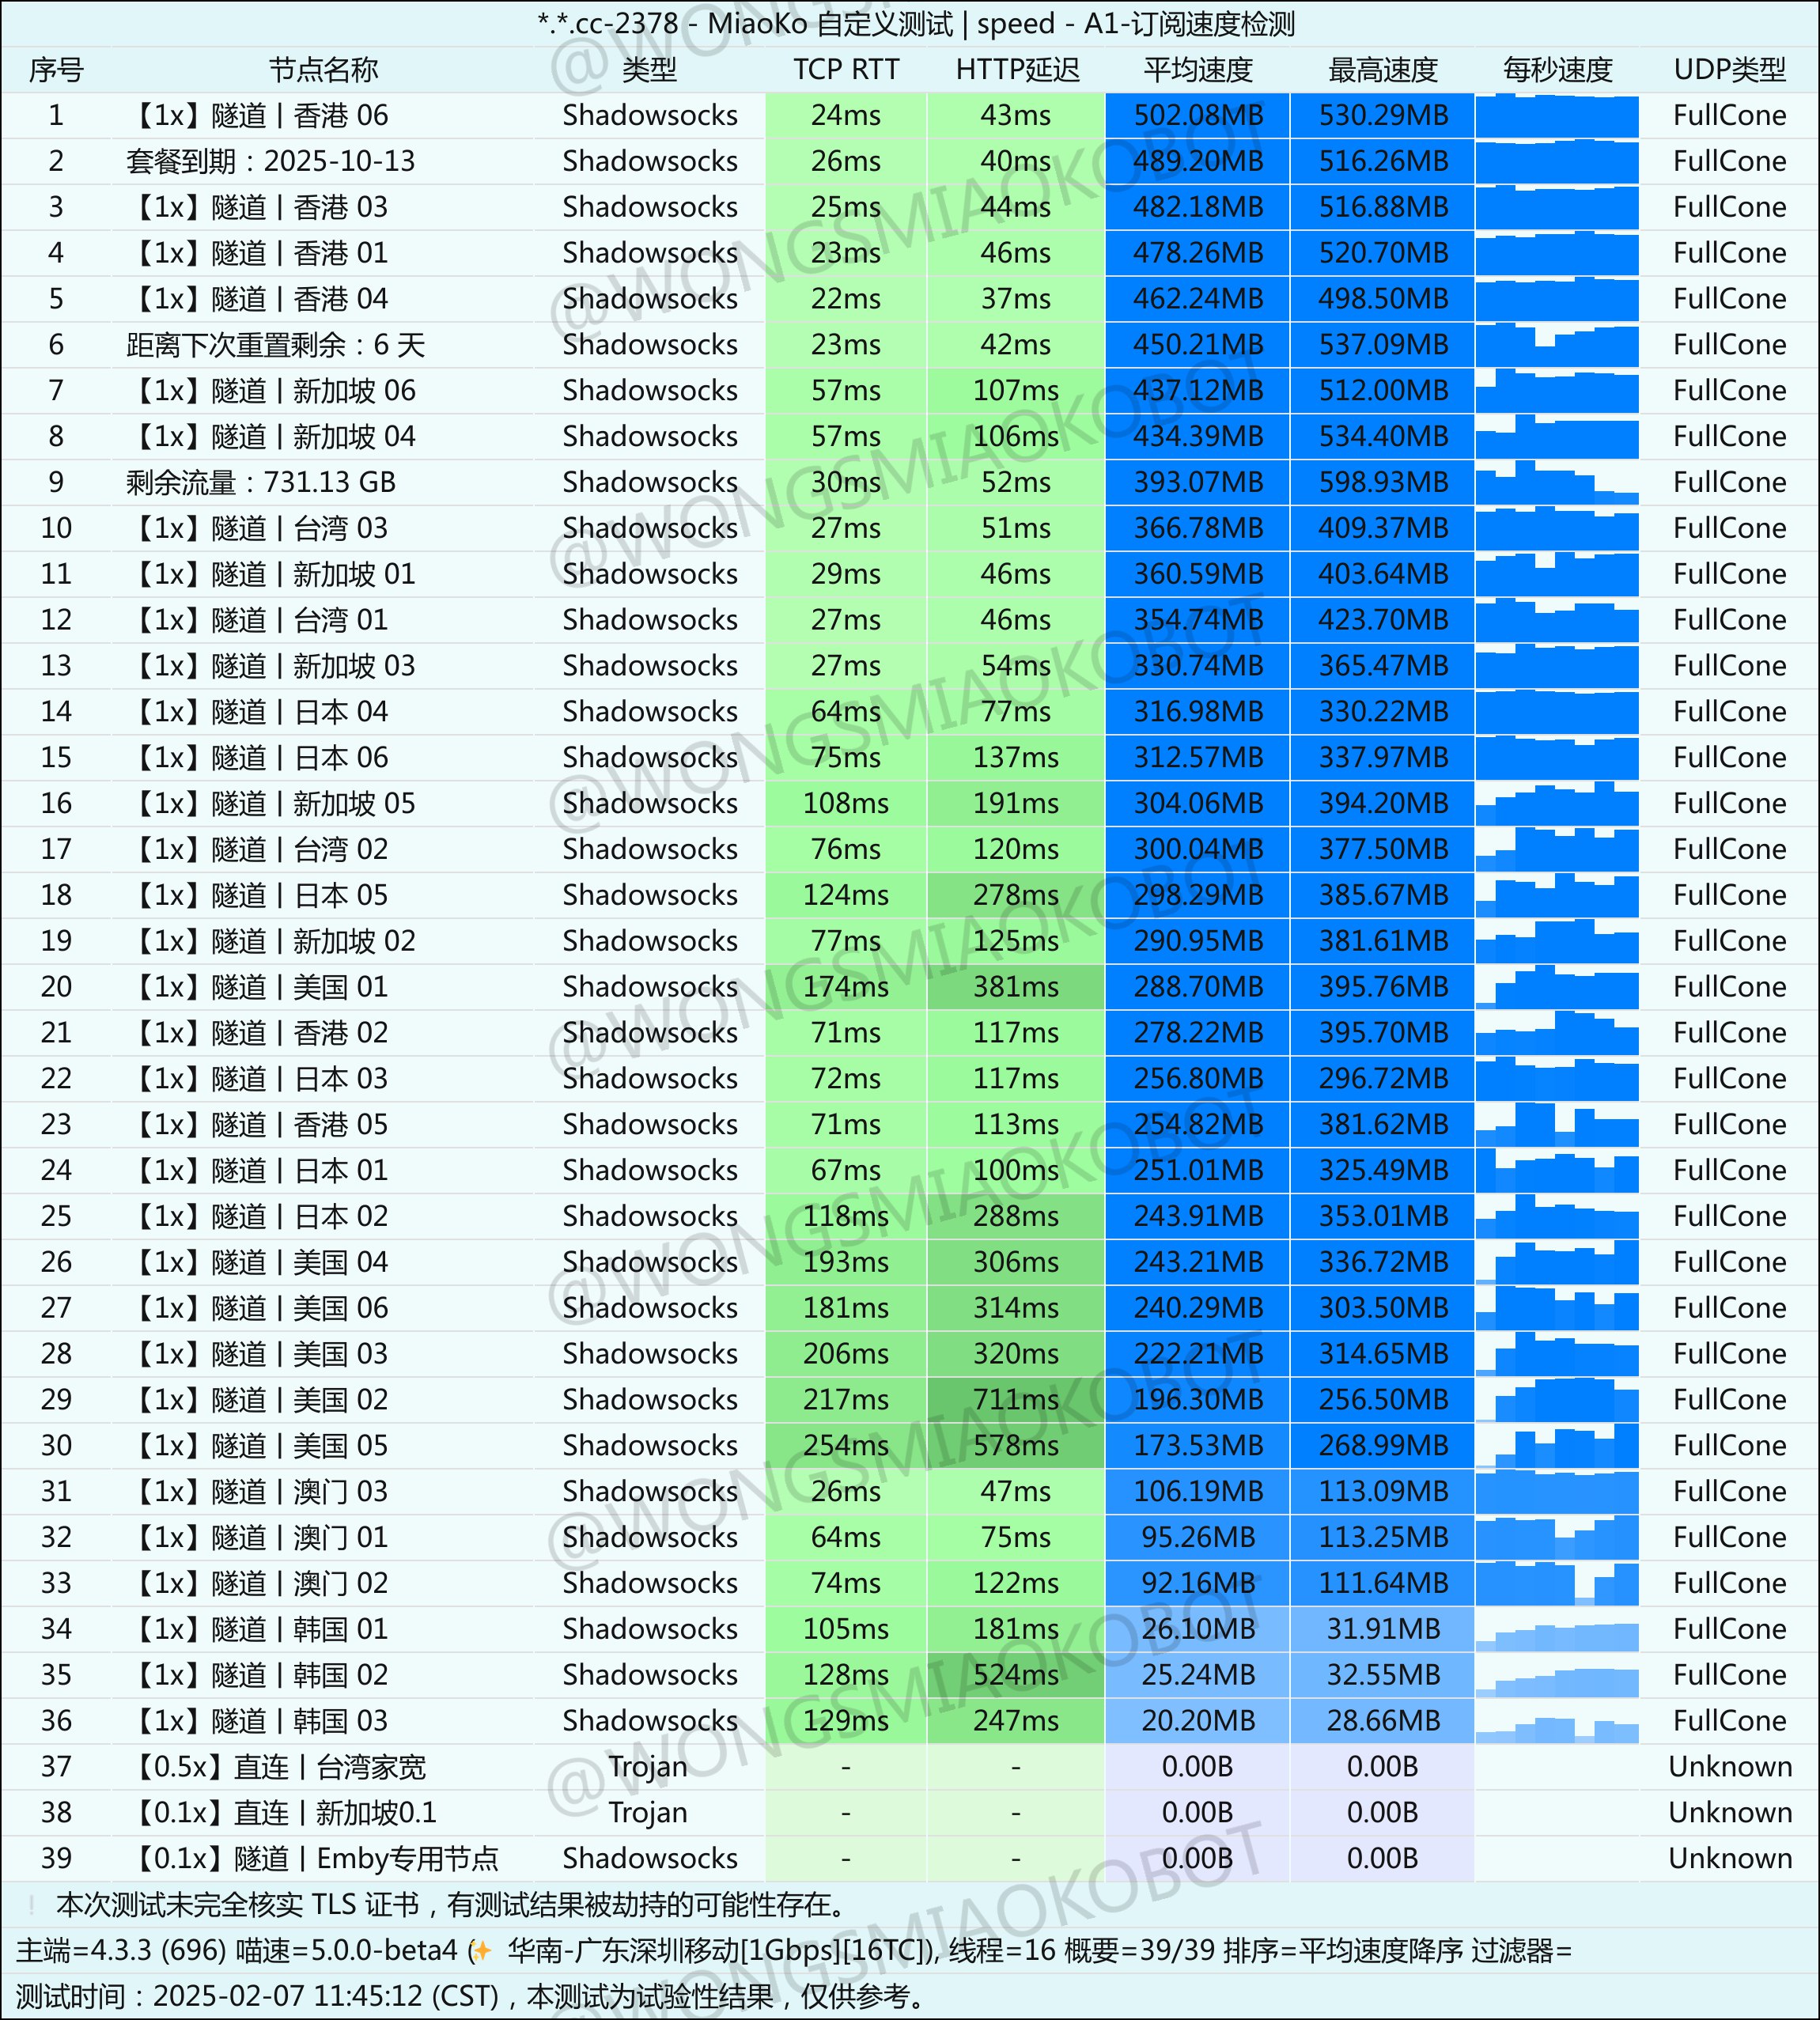 *.*.cc-2378 - MiaoKo 自定义测试 | speed - A1-订阅速度检测
序号 节点名称 类型 TCP RTT HTTP延迟 平均速度 最高速度 每秒速度 UDP类型
1 【1x】隧道丨香港 06 Shadowsocks 24ms 43ms 502.08MB 530.29MB FullCone
2 套餐到期：2025-10-13 Shadowsocks 26ms 40ms 489.20MB 516.26MB FullCone
3 【1x】隧道丨香港 03 Shadowsocks 25ms 44ms 482.18MB 516.88MB FullCone
4 【1x】隧道丨香港 01 Shadowsocks 23ms 46ms 478.26MB 520.70MB FullCone
5 【1x】隧道丨香港 04 Shadowsocks 22ms 37ms 462.24MB 498.50MB FullCone
6 距离下次重置剩余：6 天 Shadowsocks 23ms 42ms 450.21MB 537.09MB FullCone
7 【1x】隧道丨新加坡 06 Shadowsocks 57ms 107ms 437.12MB 512.00MB FullCone
8 【1x】隧道丨新加坡 04 Shadowsocks 57ms 106ms 434.39MB 534.40MB FullCone
9 剩余流量：731.13 GB Shadowsocks 30ms 52ms 393.07MB 598.93MB FullCone
10 【1x】隧道丨台湾 03 Shadowsocks 27ms 51ms 366.78MB 409.37MB FullCone
11 【1x】隧道丨新加坡 01 Shadowsocks 29ms 46ms 360.59MB 403.64MB FullCone
12 【1x】隧道丨台湾 01 Shadowsocks 27ms 46ms 354.74MB 423.70MB FullCone
13 【1x】隧道丨新加坡 03 Shadowsocks 27ms 54ms 330.74MB 365.47MB FullCone
14 【1x】隧道丨日本 04 Shadowsocks 64ms 77ms 316.98MB 330.22MB FullCone
15 【1x】隧道丨日本 06 Shadowsocks 75ms 137ms 312.57MB 337.97MB FullCone
16 【1x】隧道丨新加坡 05 Shadowsocks 108ms 191ms 304.06MB 394.20MB FullCone
17 【1x】隧道丨台湾 02 Shadowsocks 76ms 120ms 300.04MB 377.50MB FullCone
18 【1x】隧道丨日本 05 Shadowsocks 124ms 278ms 298.29MB 385.67MB FullCone
19 【1x】隧道丨新加坡 02 Shadowsocks 77ms 125ms 290.95MB 381.61MB FullCone
20 【1x】隧道丨美国 01 Shadowsocks 174ms 381ms 288.70MB 395.76MB FullCone
21 【1x】隧道丨香港 02 Shadowsocks 71ms 117ms 278.22MB 395.70MB FullCone
22 【1x】隧道丨日本 03 Shadowsocks 72ms 117ms 256.80MB 296.72MB FullCone
23 【1x】隧道丨香港 05 Shadowsocks 71ms 113ms 254.82MB 381.62MB FullCone
24 【1x】隧道丨日本 01 Shadowsocks 67ms 100ms 251.01MB 325.49MB FullCone
25 【1x】隧道丨日本 02 Shadowsocks 118ms 288ms 243.91MB 353.01MB FullCone
26 【1x】隧道丨美国 04 Shadowsocks 193ms 306ms 243.21MB 336.72MB FullCone
27 【1x】隧道丨美国 06 Shadowsocks 181ms 314ms 240.29MB 303.50MB FullCone
28 【1x】隧道丨美国 03 Shadowsocks 206ms 320ms 222.21MB 314.65MB FullCone
29 【1x】隧道丨美国 02 Shadowsocks 217ms 711ms 196.30MB 256.50MB FullCone
30 【1x】隧道丨美国 05 Shadowsocks 254ms 578ms 173.53MB 268.99MB FullCone
31 【1x】隧道丨澳门 03 Shadowsocks 26ms 47ms 106.19MB 113.09MB FullCone
32 【1x】隧道丨澳门 01 Shadowsocks 64ms 75ms 95.26MB 113.25MB FullCone
33 【1x】隧道丨澳门 02 Shadowsocks 74ms 122ms 92.16MB 111.64MB FullCone
34 【1x】隧道丨韩国 01 Shadowsocks 105ms 181ms 26.10MB 31.91MB FullCone
35 【1x】隧道丨韩国 02 Shadowsocks 128ms 524ms 25.24MB 32.55MB FullCone
36 【1x】隧道丨韩国 03 Shadowsocks 129ms 247ms 20.20MB 28.66MB FullCone
37 【0.5x】直连丨台湾家宽 Trojan - - 0.00B 0.00B Unknown
38 【0.1x】直连丨新加坡0.1 Trojan - - 0.00B 0.00B Unknown
39 【0.1x】隧道丨Emby专用节点 Shadowsocks - - 0.00B 0.00B Unknown
! 本次测试未完全核实 TLS 证书，有测试结果被劫持的可能性存在。
主端=4.3.3 (696) 喵速=5.0.0-beta4 (✨ 华南-广东深圳移动[1Gbps][16TC]), 线程=16 概要=39/39 排序=平均速度降序 过滤器=
测试时间：2025-02-07 11:45:12 (CST)，本测试为试验性结果，仅供参考。
@WONGSMIAOKOBOT
@WONGSMIAOKOBOT
@WONGSMIAOKOBOT
@WONGSMIAOKOBOT
@WONGSMIAOKOBOT
@WONGSMIAOKOBOT
@WONGSMIAOKOBOT
@WONGSMIAOKOBOT